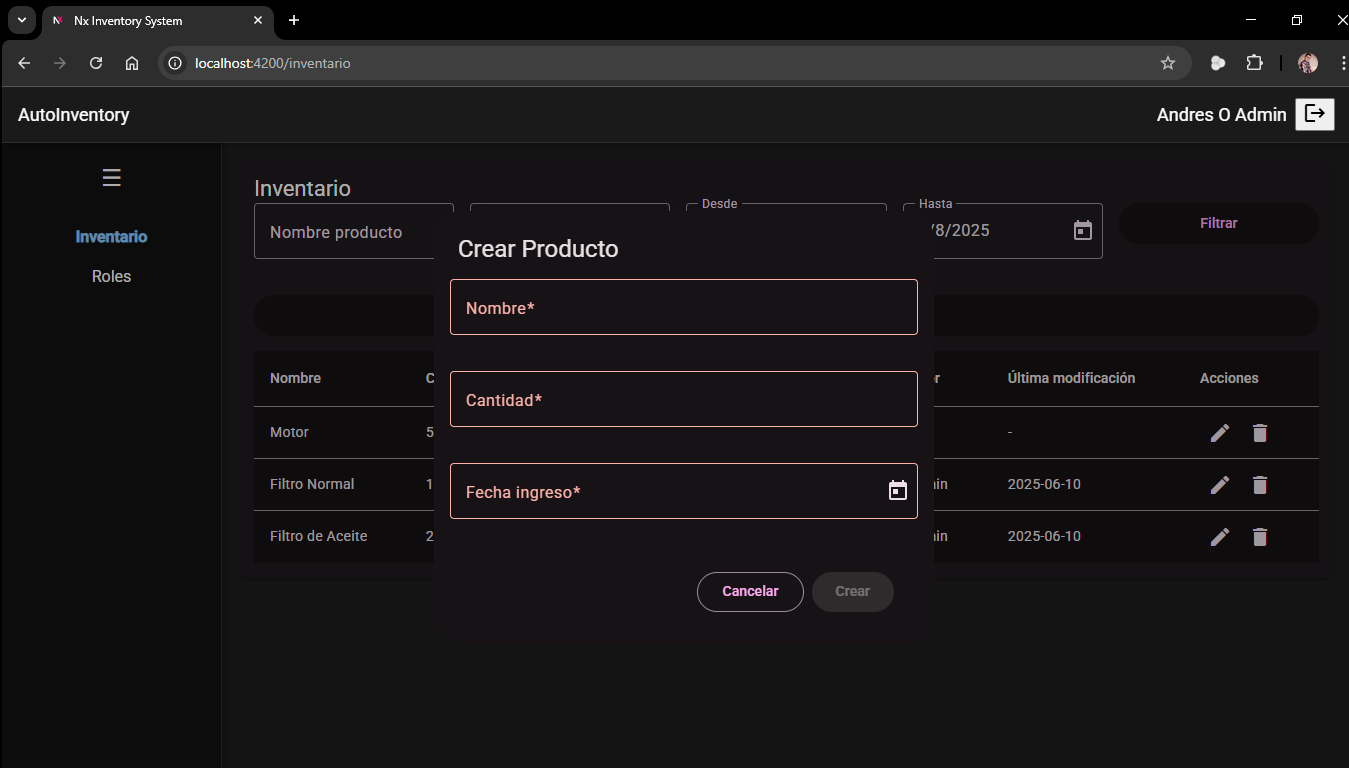 Nx Inventory System
localhost:4200/inventario
AutoInventory
Andres O Admin
Inventario
Roles
Inventario
Nombre producto
Desde
Hasta
/8/2025
Filtrar
Crear Producto
Nombre*
Cantidad*
Fecha ingreso*
Cancelar
Crear
Nombre C r Última modificación Acciones
Motor 5 -
Filtro Normal 1 in 2025-06-10
Filtro de Aceite 2 in 2025-06-10